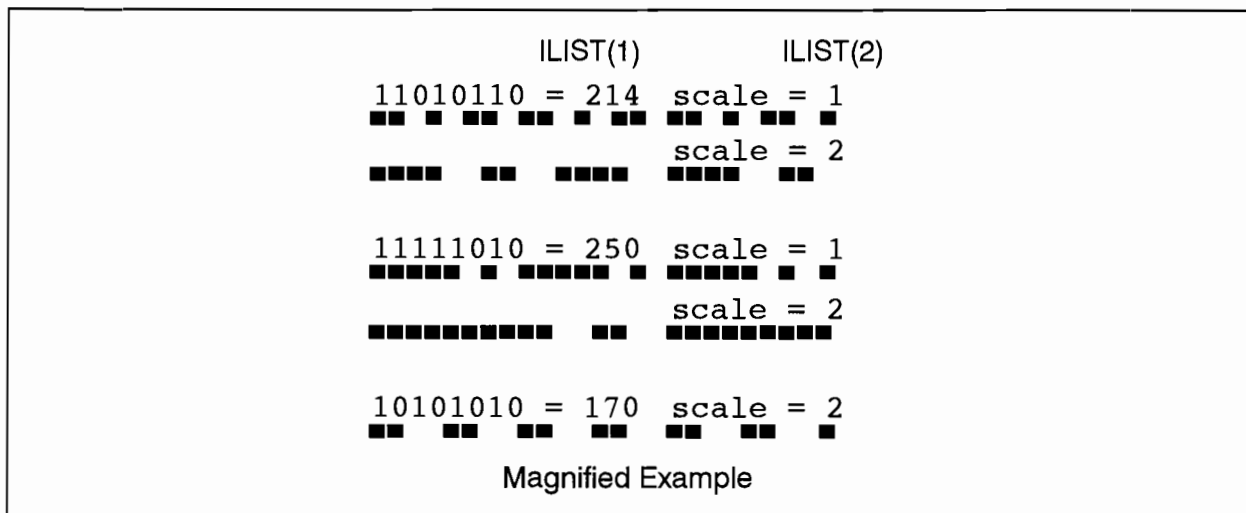 ILIST(1) ILIST(2)
11010110 = 214 scale = 1
scale = 2
11111010 = 250 scale = 1
scale = 2
10101010 = 170 scale = 2
Magnified Example